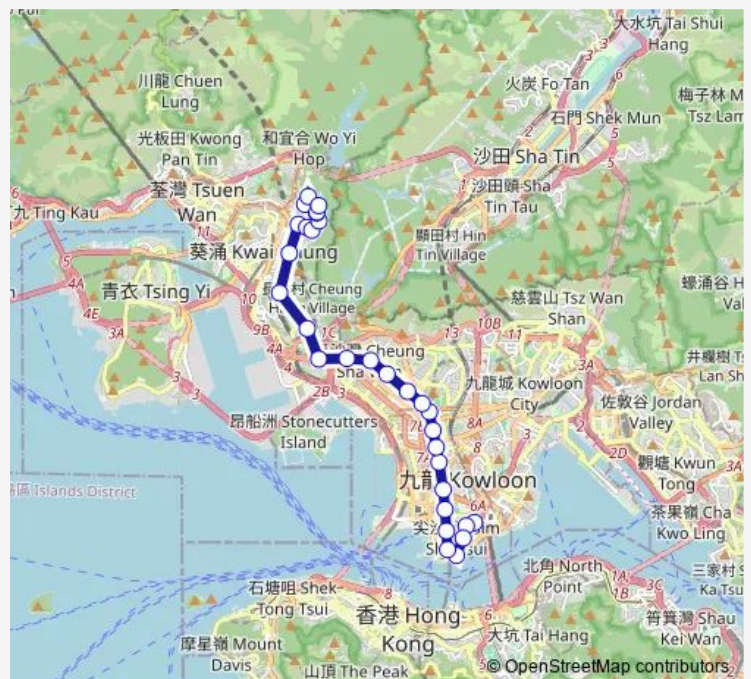 大水坑 Tai Shui
Hang
川龍 Chuen
Lung
火炭 Fo Tan
梅子林 M
Tsz Lam
石門 Shek Mun
光板田 Kwong
Pan Tin
和宜合 Wo Yi
Hop
沙田 Sha Tin
荃灣 Tsuen
Wan
沙田頭 Sha
Tin Tau
九 Ting Kau
顯田村 Hin
Tin Village
葵涌 Kwai
青衣 Tsing Yi
Cheung
Village
慈雲山 Tsz Wan
Shan
蠔涌谷 H
井欄樹 Ts
Lan Sh
Cheung
Sha
九龍城 Kowloon
City
佐敦谷 Jordan
Valley
昂船洲 Stonecutters
Island
觀塘 Kwun
Tong
Islands District
九龍 Kowloon
茶果嶺 Cha
Kwo Ling
北角 North
Point
三家村 S
Ka Tsu
石塘咀 Shek
Tong Tsui
香港 Hong
Kong
筲箕灣 Shau
Kei Wan
大坑 Tai Hang
摩星嶺 Mount
Davis
山頂 The Peak
© OpenStreetMap contributors